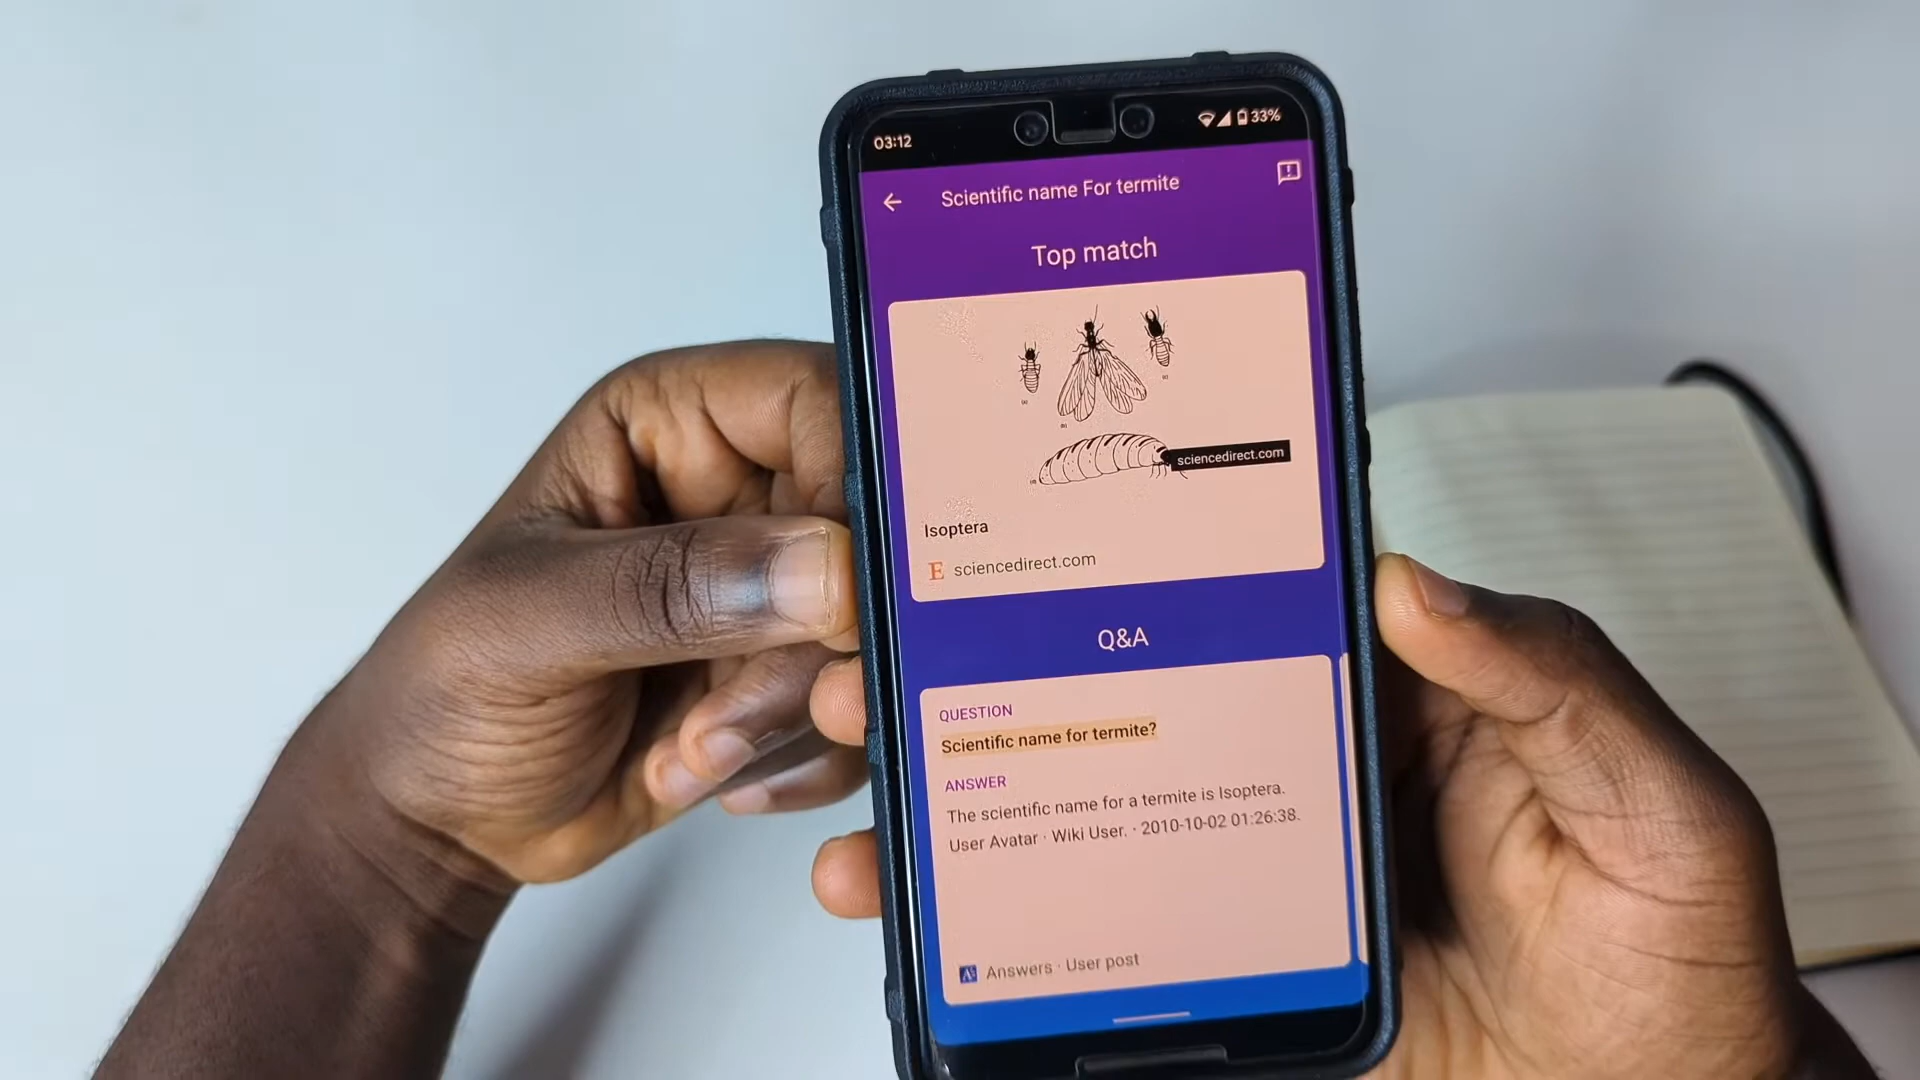 03:12
33%
Scientific name For termite
Top match
(a)
(b)
(c)
(d)
sciencedirect.com
Isoptera
E sciencedirect.com
Q&A
QUESTION
Scientific name for termite?
ANSWER
The scientific name for a termite is Isoptera.
User Avatar · Wiki User. · 2010-10-02 01:26:38.
A Answers · User post